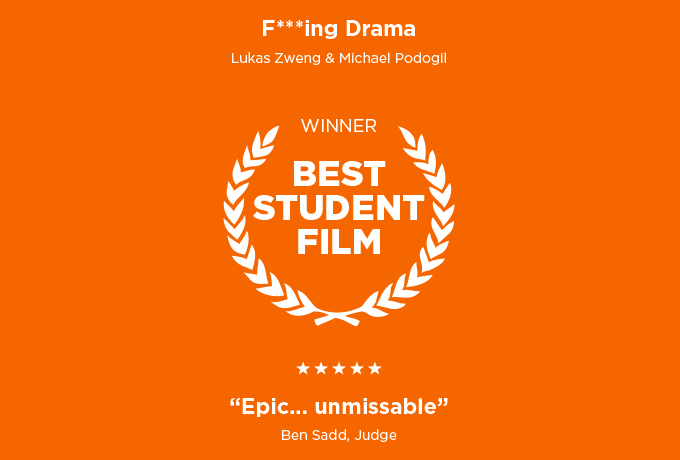 F***ing Drama
Lukas Zweng & Michael Podogil
WINNER
BEST
STUDENT
FILM
“Epic... unmissable”
Ben Sadd, Judge